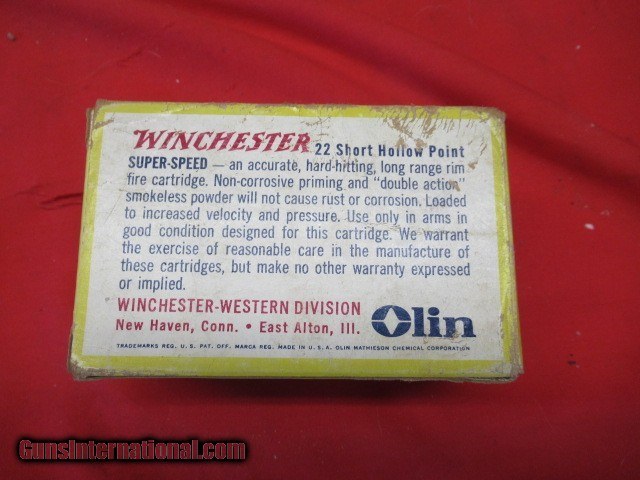 WINCHESTER 22 Short Hollow Point
SUPER-SPEED — an accurate, hard-hitting, long range rim
fire cartridge. Non-corrosive priming and "double action"
smokeless powder will not cause rust or corrosion. Loaded
to increased velocity and pressure. Use only in arms in
good condition designed for this cartridge. We warrant
the exercise of reasonable care in the manufacture of
these cartridges, but make no other warranty expressed
or implied.
WINCHESTER-WESTERN DIVISION
New Haven, Conn. • East Alton, Ill.
Olin
TRADEMARKS REG. U.S. PAT. OFF. MARCA REG. MADE IN U.S.A. OLIN MATHIESON CHEMICAL CORPORATION
GunsInternational.com